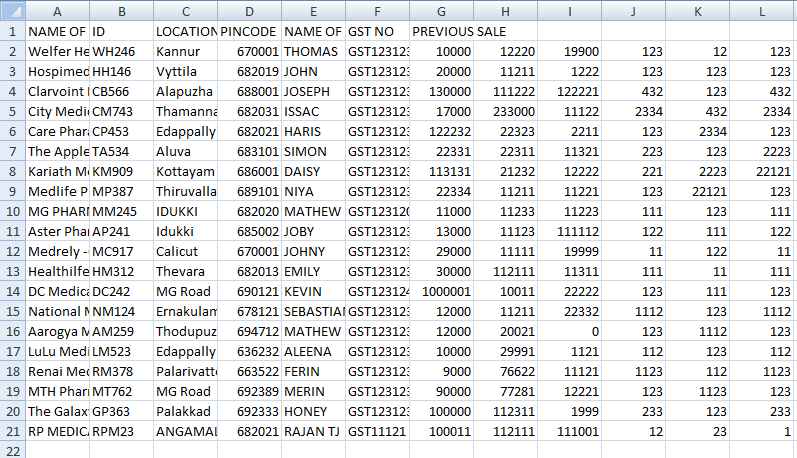 A B C D E F G H I J K L
1 NAME OF ID LOCATION PINCODE NAME OF GST NO PREVIOUS SALE
2 Welfer He WH246 Kannur 670001 THOMAS GST123123 10000 12220 19900 123 12 123
3 Hospimed HH146 Vyttila 682019 JOHN GST123123 20000 11211 1222 123 123 123
4 Clarvoint CB566 Alapuzha 688001 JOSEPH GST123123 130000 111222 122221 432 123 432
5 City Medi CM743 Thamanna 682031 ISSAC GST123123 17000 233000 11122 2334 432 2334
6 Care Phar CP453 Edappally 682021 HARIS GST123123 122232 22323 2211 123 2334 123
7 The Apple TA534 Aluva 683101 SIMON GST123123 22331 22311 11321 223 123 2223
8 Kariath Me KM909 Kottayam 686001 DAISY GST123123 113131 21232 12222 221 2223 22121
9 Medlife P MP387 Thiruvalla 689101 NIYA GST123123 22334 11211 11221 123 22121 123
10 MG PHAR MM245 IDUKKI 682020 MATHEW GST123120 11000 11233 11223 111 123 111
11 Aster Pha AP241 Idukki 685002 JOBY GST123123 13000 11123 111112 122 111 122
12 Medrely - MC917 Calicut 670001 JOHNY GST123123 29000 11111 19999 11 122 11
13 Healthilfe HM312 Thevara 682013 EMILY GST123123 30000 112111 11311 111 11 111
14 DC Medica DC242 MG Road 690121 KEVIN GST123124 1000001 10011 22222 123 111 123
15 National M NM124 Ernakulam 678121 SEBASTIAN GST123123 12000 11211 22332 1112 123 1112
16 Aarogya M AM259 Thodupuz 694712 MATHEW GST123123 12000 20021 0 123 1112 123
17 LuLu Medi LM523 Edappally 636232 ALEENA GST123123 10000 29991 1121 112 123 112
18 Renai Med RM378 Palarivatt 663522 FERIN GST123123 9000 76622 11121 1123 112 1123
19 MTH Phar MT762 MG Road 692389 MERIN GST123123 90000 77281 12221 123 1123 123
20 The Galax GP363 Palakkad 692333 HONEY GST123123 100000 112311 1999 233 123 233
21 RP MEDIC RPM23 ANGAMAL 682021 RAJAN TJ GST11121 100011 112111 111001 12 23 1
22